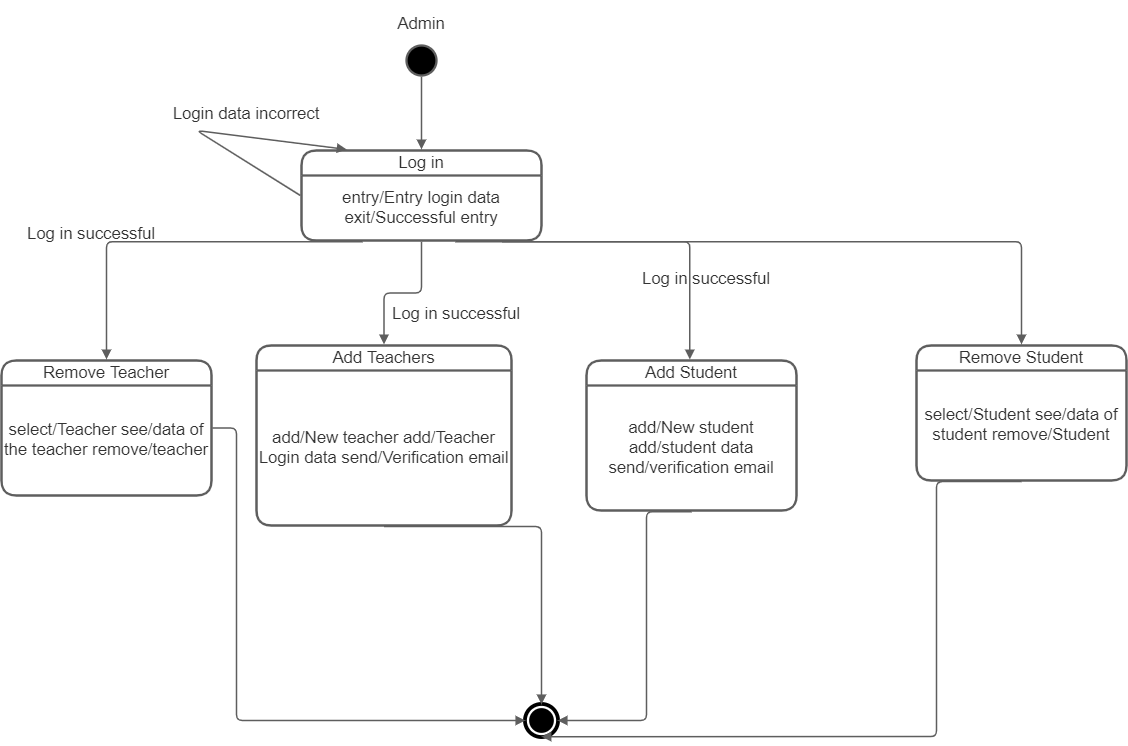 Admin
Login data incorrect
Log in
entry/Entry login data
exit/Successful entry
Log in successful
Log in successful
Log in successful
Remove Teacher
select/Teacher see/data of
the teacher remove/teacher
Add Teachers
add/New teacher add/Teacher
Login data send/Verification email
Add Student
add/New student
add/student data
send/verification email
Remove Student
select/Student see/data of
student remove/Student